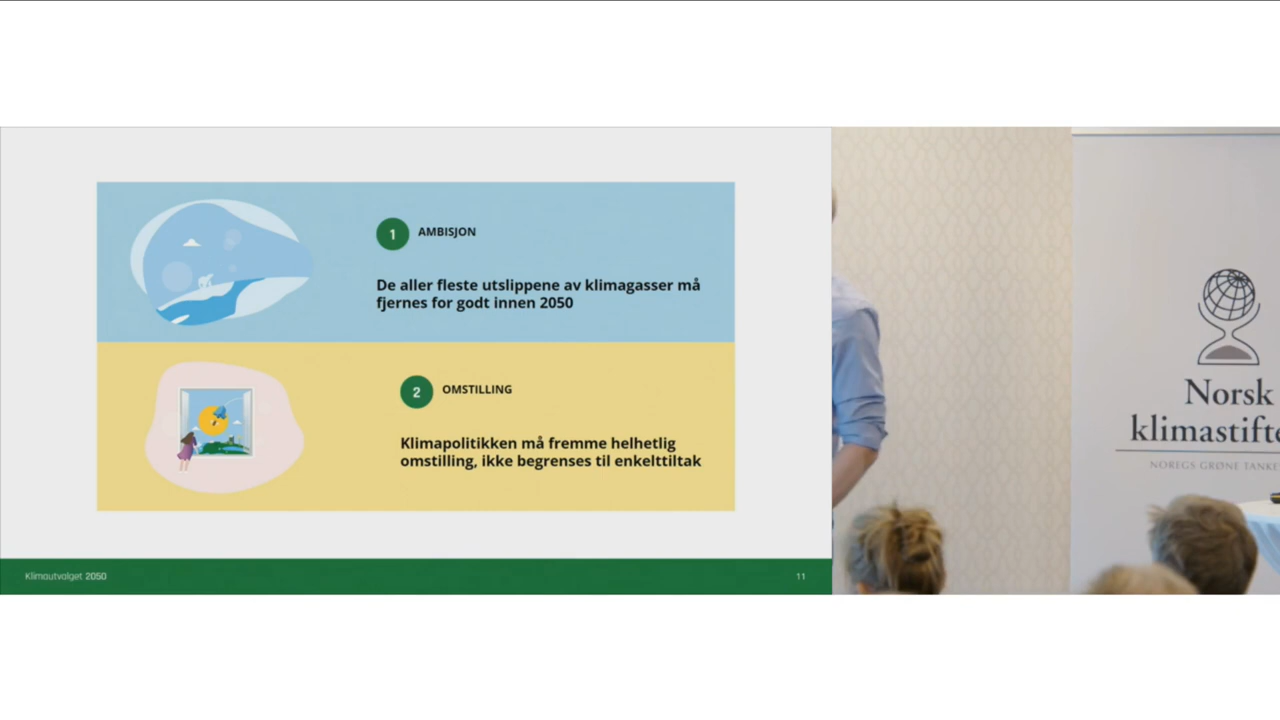 1 AMBISJON
De aller fleste utslippene av klimagasser må
fjernes for godt innen 2050
2 OMSTILLING
Klimapolitikken må fremme helhetlig
omstilling, ikke begrenses til enkelttiltak
Klimautvalget 2050
11
Norsk
klimastifte
NOREGS GRØNE TANKE